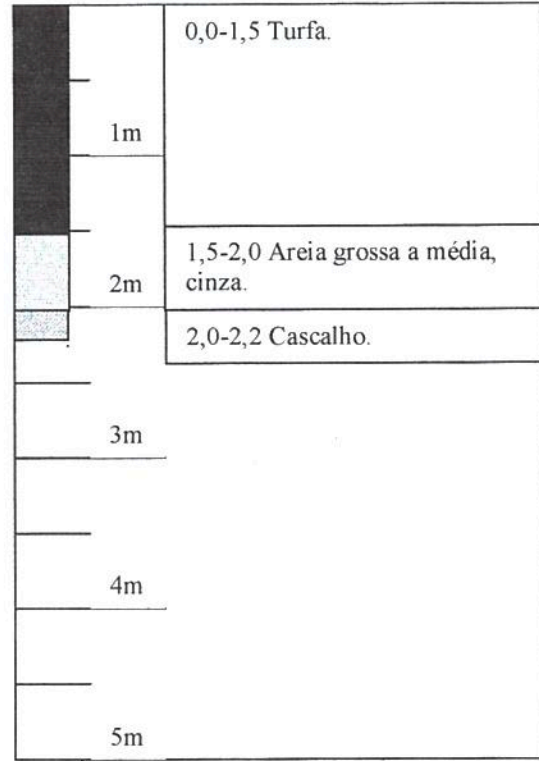 0,0-1,5 Turfa.
1m
1,5-2,0 Areia grossa a média,
cinza.
2m
2,0-2,2 Cascalho.
3m
4m
5m